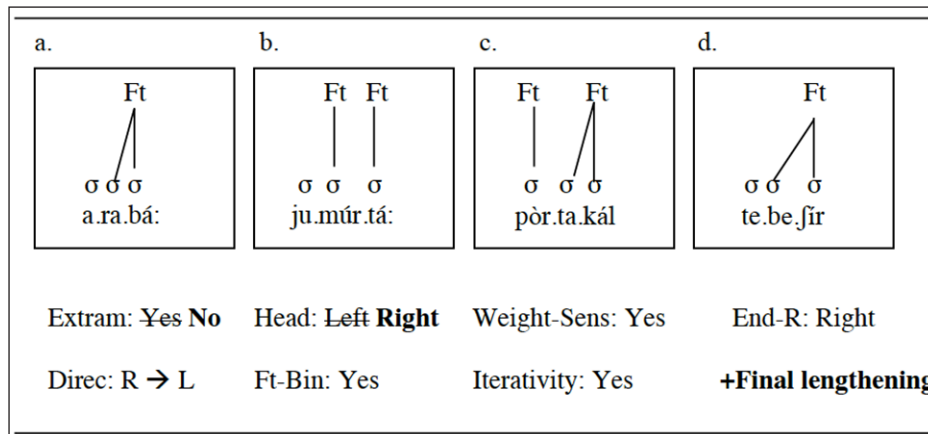 a. b. c. d.
Ft Ft Ft Ft Ft Ft
σ σ σ σ σ σ σ σ σ σ σ σ
a.ra.bá: ju.múr.tá: pòr.ta.kál te.be.ʃír
Extram: Yes No Head: Left Right Weight-Sens: Yes End-R: Right
Direc: R → L Ft-Bin: Yes Iterativity: Yes +Final lengthening